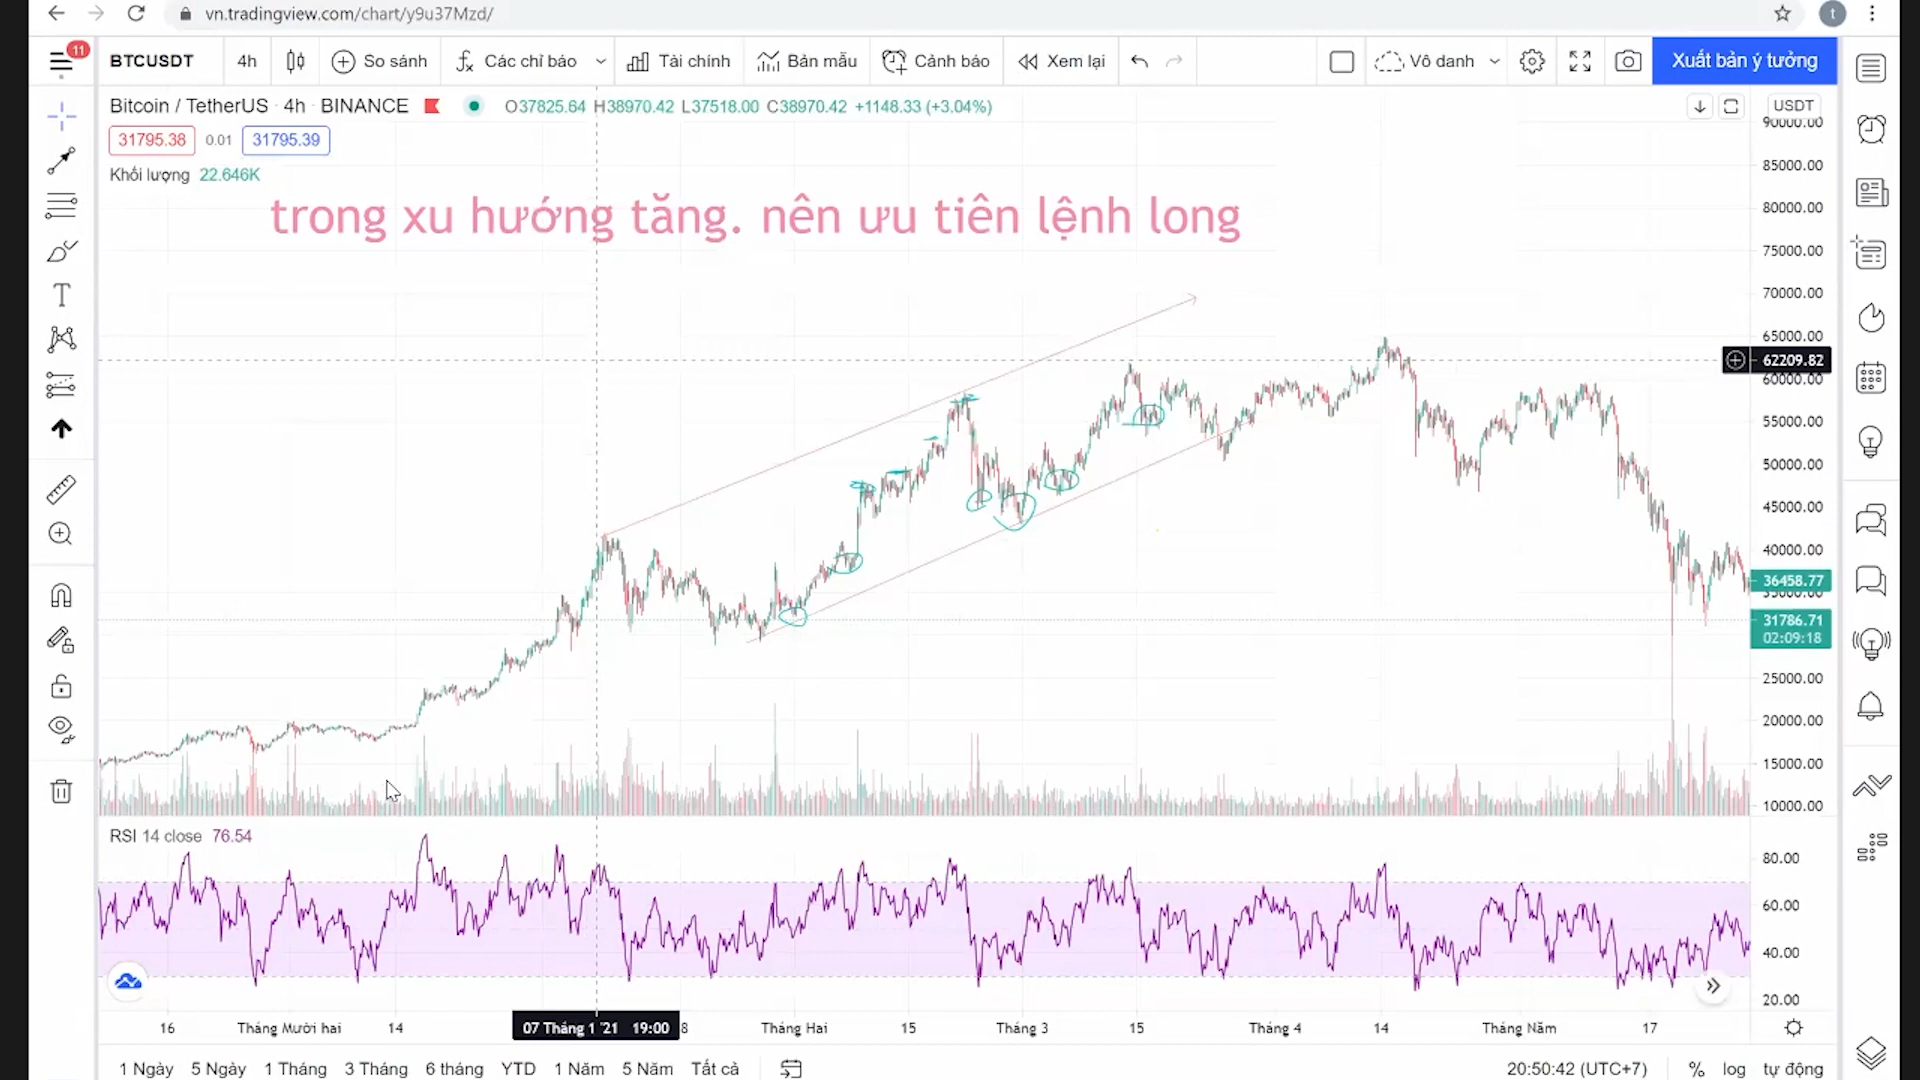 vn.tradingview.com/chart/y9u37Mzd/
t
11
BTCUSDT 4h So sánh Các chỉ báo Tài chính Bản mẫu Cảnh báo Xem lại Vô danh Xuất bản ý tưởng
Bitcoin / TetherUS · 4h · BINANCE O37825.64 H38970.42 L37518.00 C38970.42 +1148.33 (+3.04%)
USDT
31795.38 0.01 31795.39
Khối lượng 22.646K
trong xu hướng tăng. nên ưu tiên lệnh long
90000.00
85000.00
80000.00
75000.00
70000.00
65000.00
62209.82
60000.00
55000.00
50000.00
45000.00
40000.00
36458.77
35000.00
31786.71
02:09:18
25000.00
20000.00
15000.00
10000.00
RSI 14 close 76.54
80.00
60.00
40.00
20.00
16 Tháng Mười hai 14 07 Tháng 1 '21 19:00 8 Tháng Hai 15 Tháng 3 15 Tháng 4 14 Tháng Năm 17
1 Ngày 5 Ngày 1 Tháng 3 Tháng 6 tháng YTD 1 Năm 5 Năm Tất cả 20:50:42 (UTC+7) % log tự động